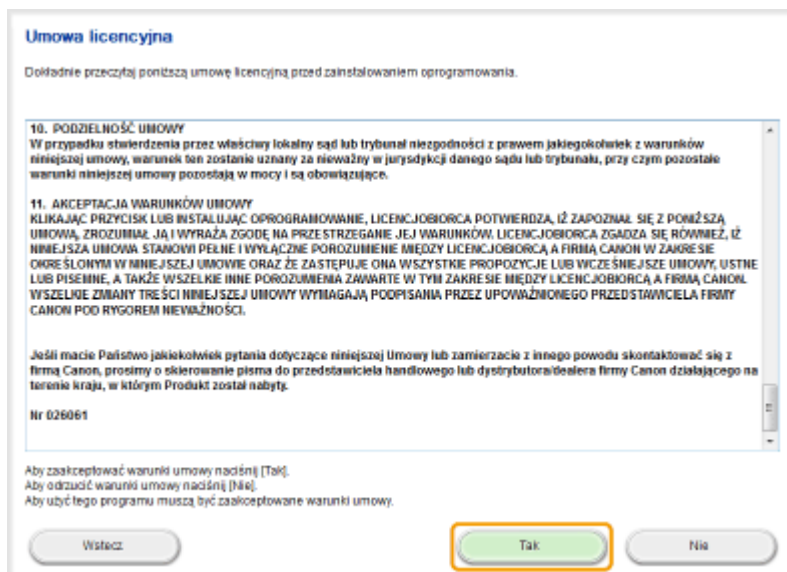 Umowa licencyjna
Dokładnie przeczytaj poniższą umowę licencyjną przed zainstalowaniem oprogramowania.
10. PODZIELNOŚĆ UMOWY
W przypadku stwierdzenia przez właściwy lokalny sąd lub trybunał niezgodności z prawem jakiegokolwiek z warunków
niniejszej umowy, warunek ten zostanie uznany za nieważny w jurysdykcji danego sądu lub trybunału, przy czym pozostałe
warunki niniejszej umowy pozostają w mocy i są obowiązujące.
11. AKCEPTACJA WARUNKÓW UMOWY
KLIKAJĄC PRZYCISK LUB INSTALUJĄC OPROGRAMOWANIE, LICENCJOBIORCA POTWIERDZA, IŻ ZAPOZNAŁ SIĘ Z PONIŻSZĄ
UMOWĄ, ZROZUMIAŁ JĄ I WYRAŻA ZGODĘ NA PRZESTRZEGANIE JEJ WARUNKÓW. LICENCJOBIORCA ZGADZA SIĘ RÓWNIEŻ, IŻ
NINIEJSZA UMOWA STANOWI PEŁNE I WYŁĄCZNE POROZUMIENIE MIĘDZY LICENCJOBIORCĄ A FIRMĄ CANON W ZAKRESIE
OKREŚLONYM W NINIEJSZEJ UMOWIE ORAZ ŻE ZASTĘPUJE ONA WSZYSTKIE PROPOZYCJE LUB WCZEŚNIEJSZE UMOWY, USTNE
LUB PISEMNE, A TAKŻE WSZELKIE INNE POROZUMIENIA ZAWARTE W TYM ZAKRESIE MIĘDZY LICENCJOBIORCĄ A FIRMĄ CANON.
WSZELKIE ZMIANY TREŚCI NINIEJSZEJ UMOWY WYMAGAJĄ PODPISANIA PRZEZ UPOWAŻNIONEGO PRZEDSTAWICIELA FIRMY
CANON POD RYGOREM NIEWAŻNOŚCI.
Jeśli macie Państwo jakiekolwiek pytania dotyczące niniejszej Umowy lub zamierzacie z innego powodu skontaktować się z
firmą Canon, prosimy o skierowanie pisma do przedstawiciela handlowego lub dystrybutora/dealera firmy Canon działającego na
terenie kraju, w którym Produkt został nabyty.
Nr 026061
Aby zaakceptować warunki umowy naciśnij [Tak].
Aby odrzucić warunki umowy naciśnij [Nie].
Aby użyć tego programu muszą być zaakceptowane warunki umowy.
Wstecz Tak Nie